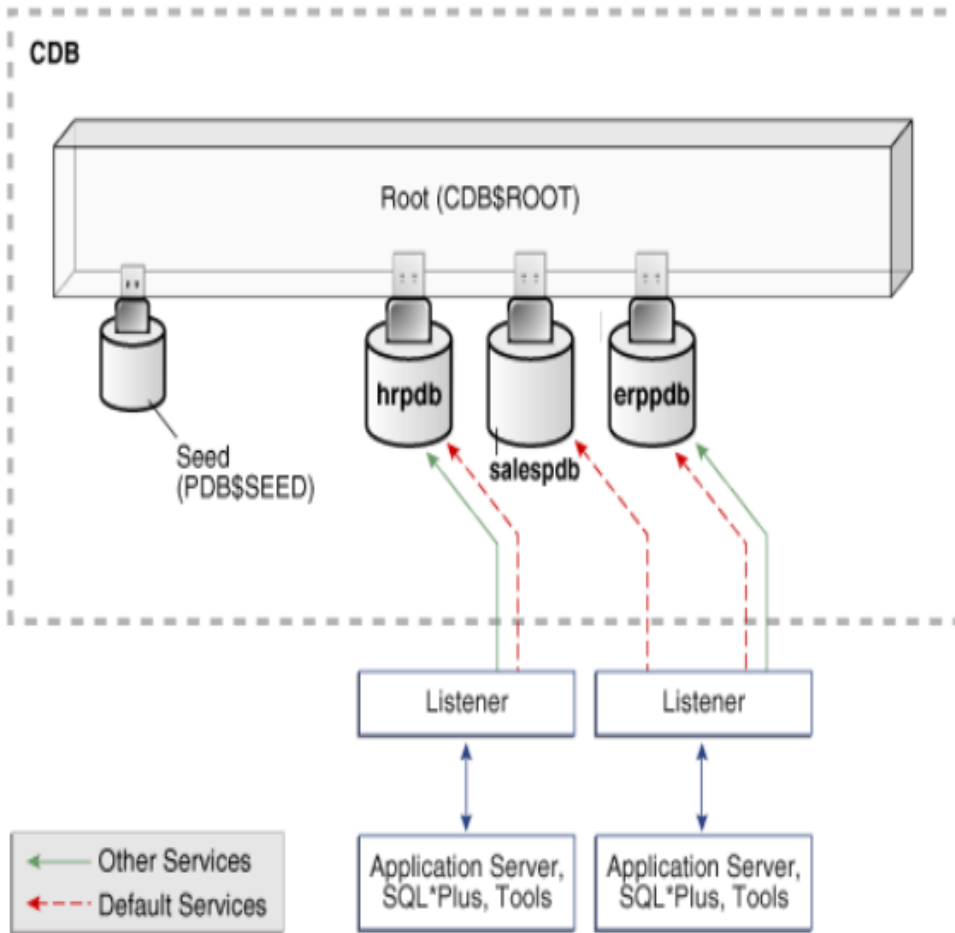 CDB
Root (CDB$ROOT)
hrpdb
erppdb
salespdb
Seed
(PDB$SEED)
Listener
Listener
Application Server,
SQL*Plus, Tools
Application Server,
SQL*Plus, Tools
Other Services
Default Services